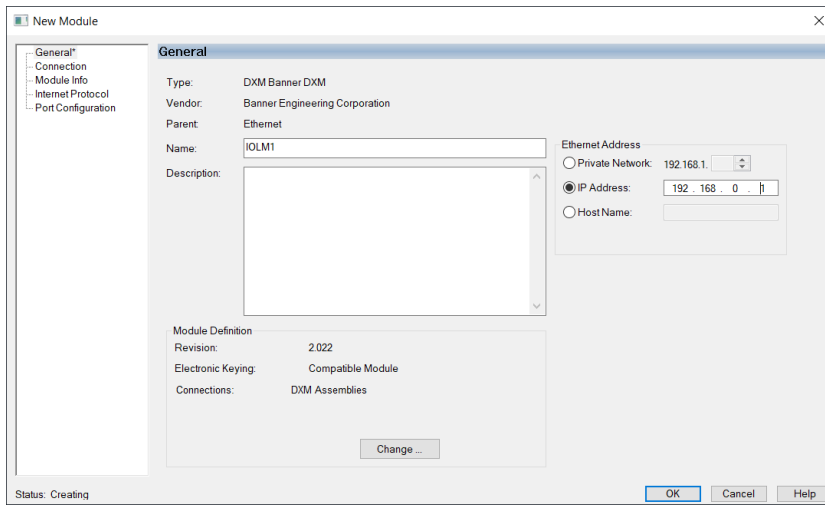 New Module
General*
Connection
Module Info
Internet Protocol
Port Configuration
General
Type: DXM Banner DXM
Vendor: Banner Engineering Corporation
Parent: Ethernet
Name: IOLM1
Description:
Ethernet Address
Private Network: 192.168.1.
IP Address: 192 . 168 . 0 . 1
Host Name:
Module Definition
Revision: 2.022
Electronic Keying: Compatible Module
Connections: DXM Assemblies
Change ...
Status: Creating
OK Cancel Help